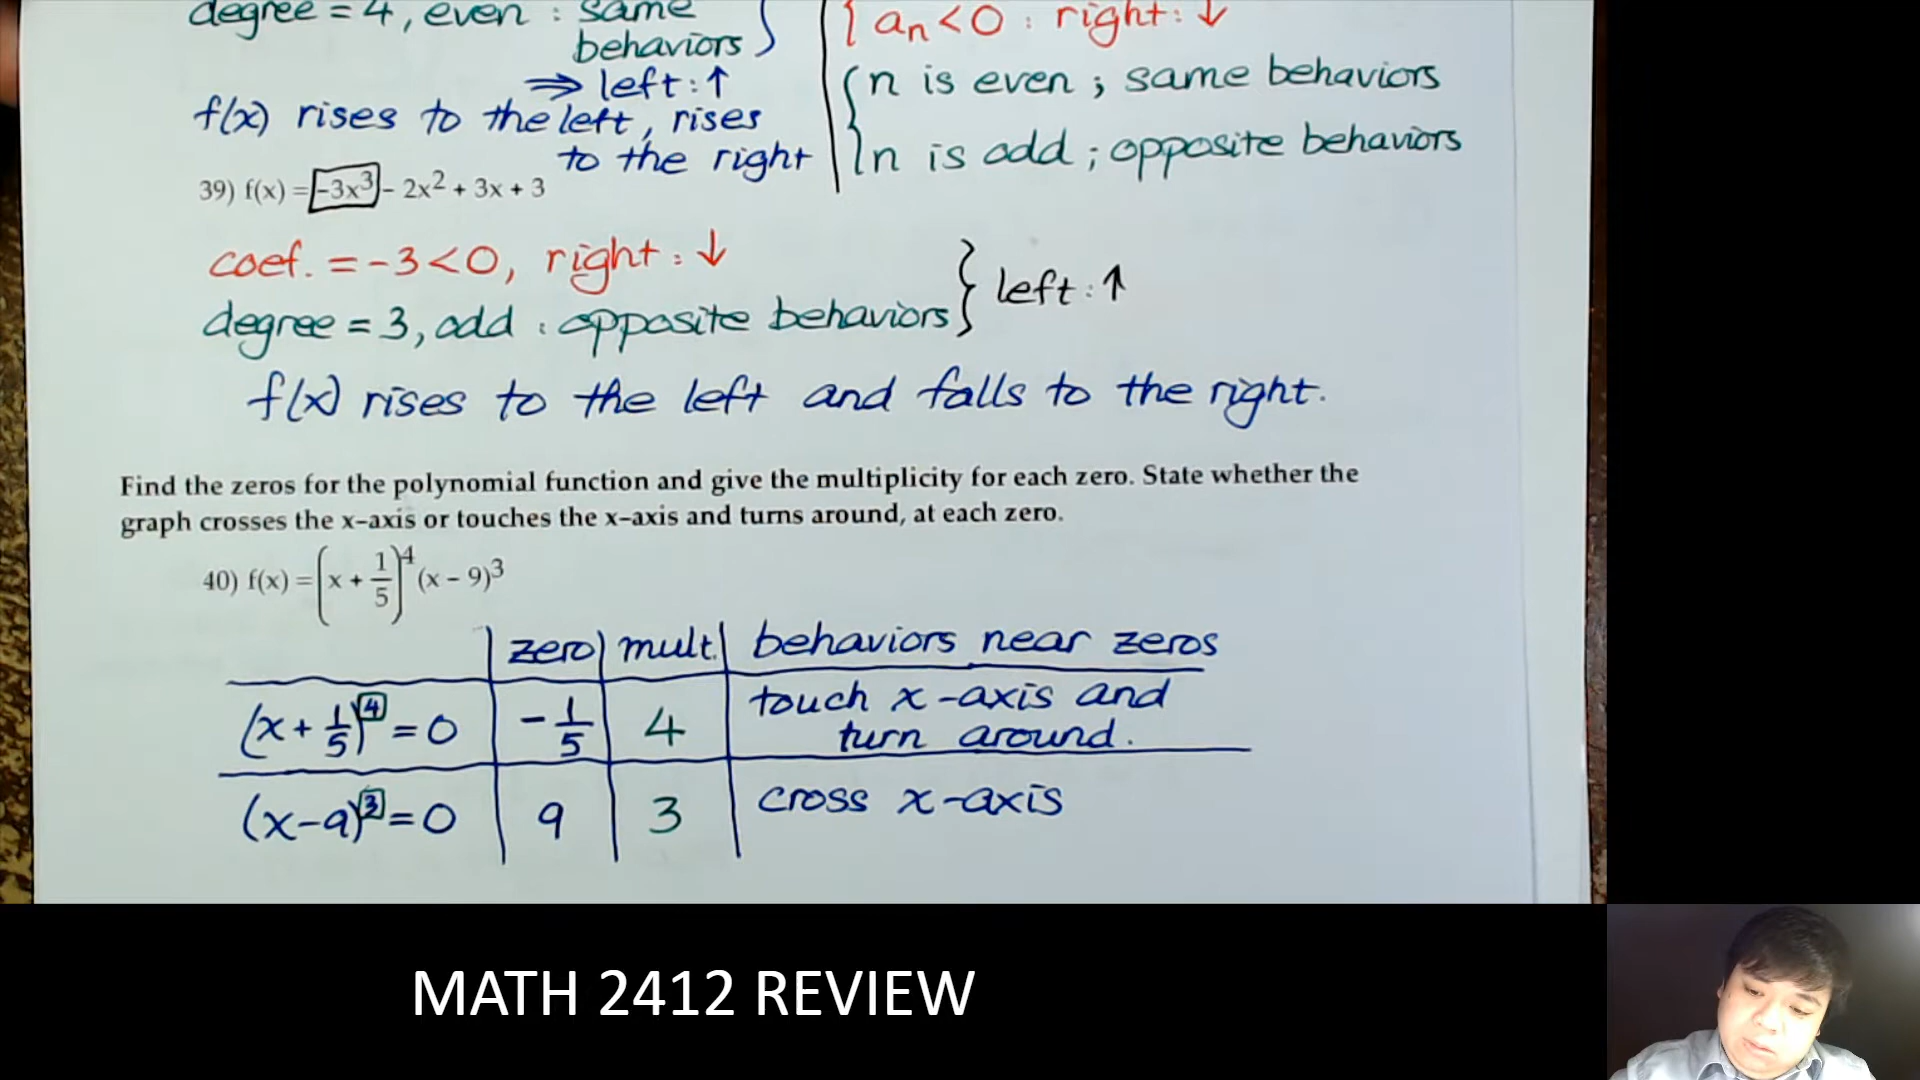 degree = 4, even : same
behaviors
⇒ left : ↑
f(x) rises to the left, rises
to the right
aₙ < 0 : right : ↓
n is even ; same behaviors
n is odd ; opposite behaviors
39) f(x) = -3x³ - 2x² + 3x + 3
coef. = -3 < 0, right : ↓
degree = 3, odd : opposite behaviors
left : ↑
f(x) rises to the left and falls to the right.
Find the zeros for the polynomial function and give the multiplicity for each zero. State whether the
graph crosses the x-axis or touches the x-axis and turns around, at each zero.
40) f(x) = (x + 1/5)⁴ (x - 9)³
zero mult. behaviors near zeros
(x + 1/5)⁴ = 0 -1/5 4 touch x-axis and
turn around.
(x-9)³ = 0 9 3 cross x-axis
MATH 2412 REVIEW